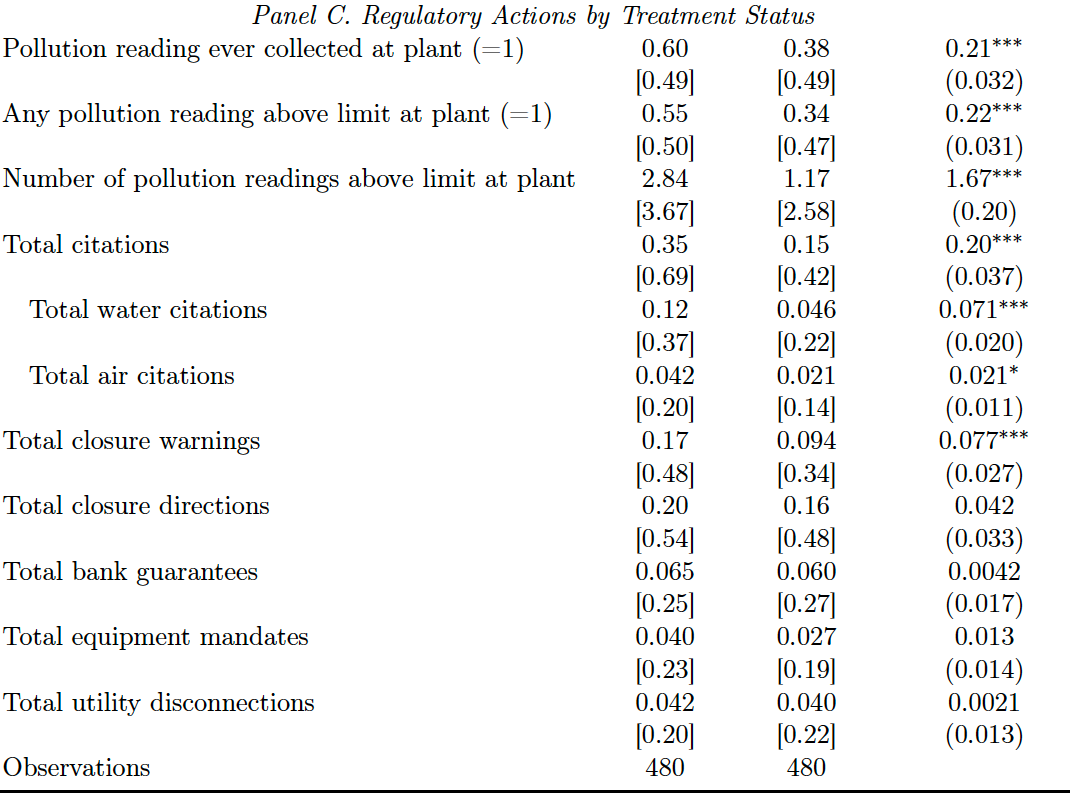 Panel C. Regulatory Actions by Treatment Status
Pollution reading ever collected at plant (=1) 0.60 0.38 0.21***
[0.49] [0.49] (0.032)
Any pollution reading above limit at plant (=1) 0.55 0.34 0.22***
[0.50] [0.47] (0.031)
Number of pollution readings above limit at plant 2.84 1.17 1.67***
[3.67] [2.58] (0.20)
Total citations 0.35 0.15 0.20***
[0.69] [0.42] (0.037)
Total water citations 0.12 0.046 0.071***
[0.37] [0.22] (0.020)
Total air citations 0.042 0.021 0.021*
[0.20] [0.14] (0.011)
Total closure warnings 0.17 0.094 0.077***
[0.48] [0.34] (0.027)
Total closure directions 0.20 0.16 0.042
[0.54] [0.48] (0.033)
Total bank guarantees 0.065 0.060 0.0042
[0.25] [0.27] (0.017)
Total equipment mandates 0.040 0.027 0.013
[0.23] [0.19] (0.014)
Total utility disconnections 0.042 0.040 0.0021
[0.20] [0.22] (0.013)
Observations 480 480